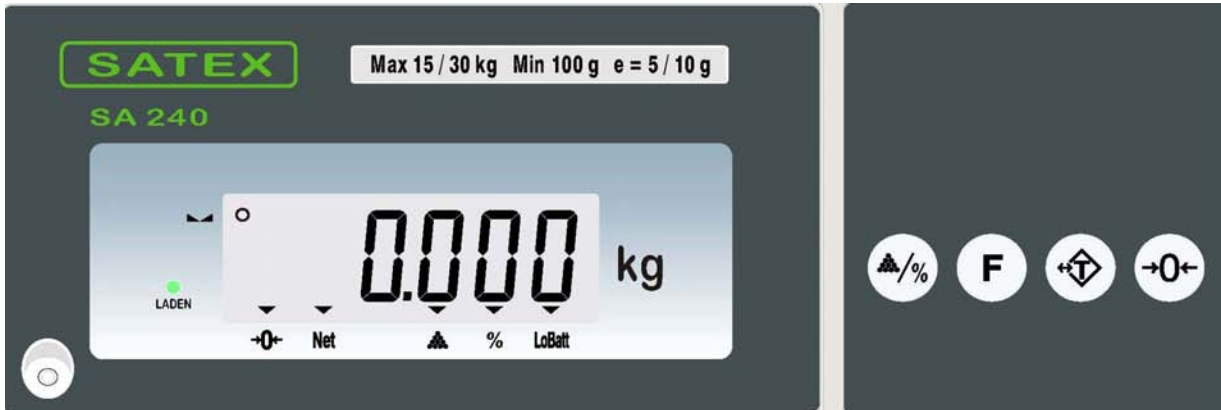 SATEX
Max 15 / 30 kg Min 100 g e = 5 / 10 g
SA 240
0.000 kg
LADEN
→0← Net % LoBatt
/% F T →0←